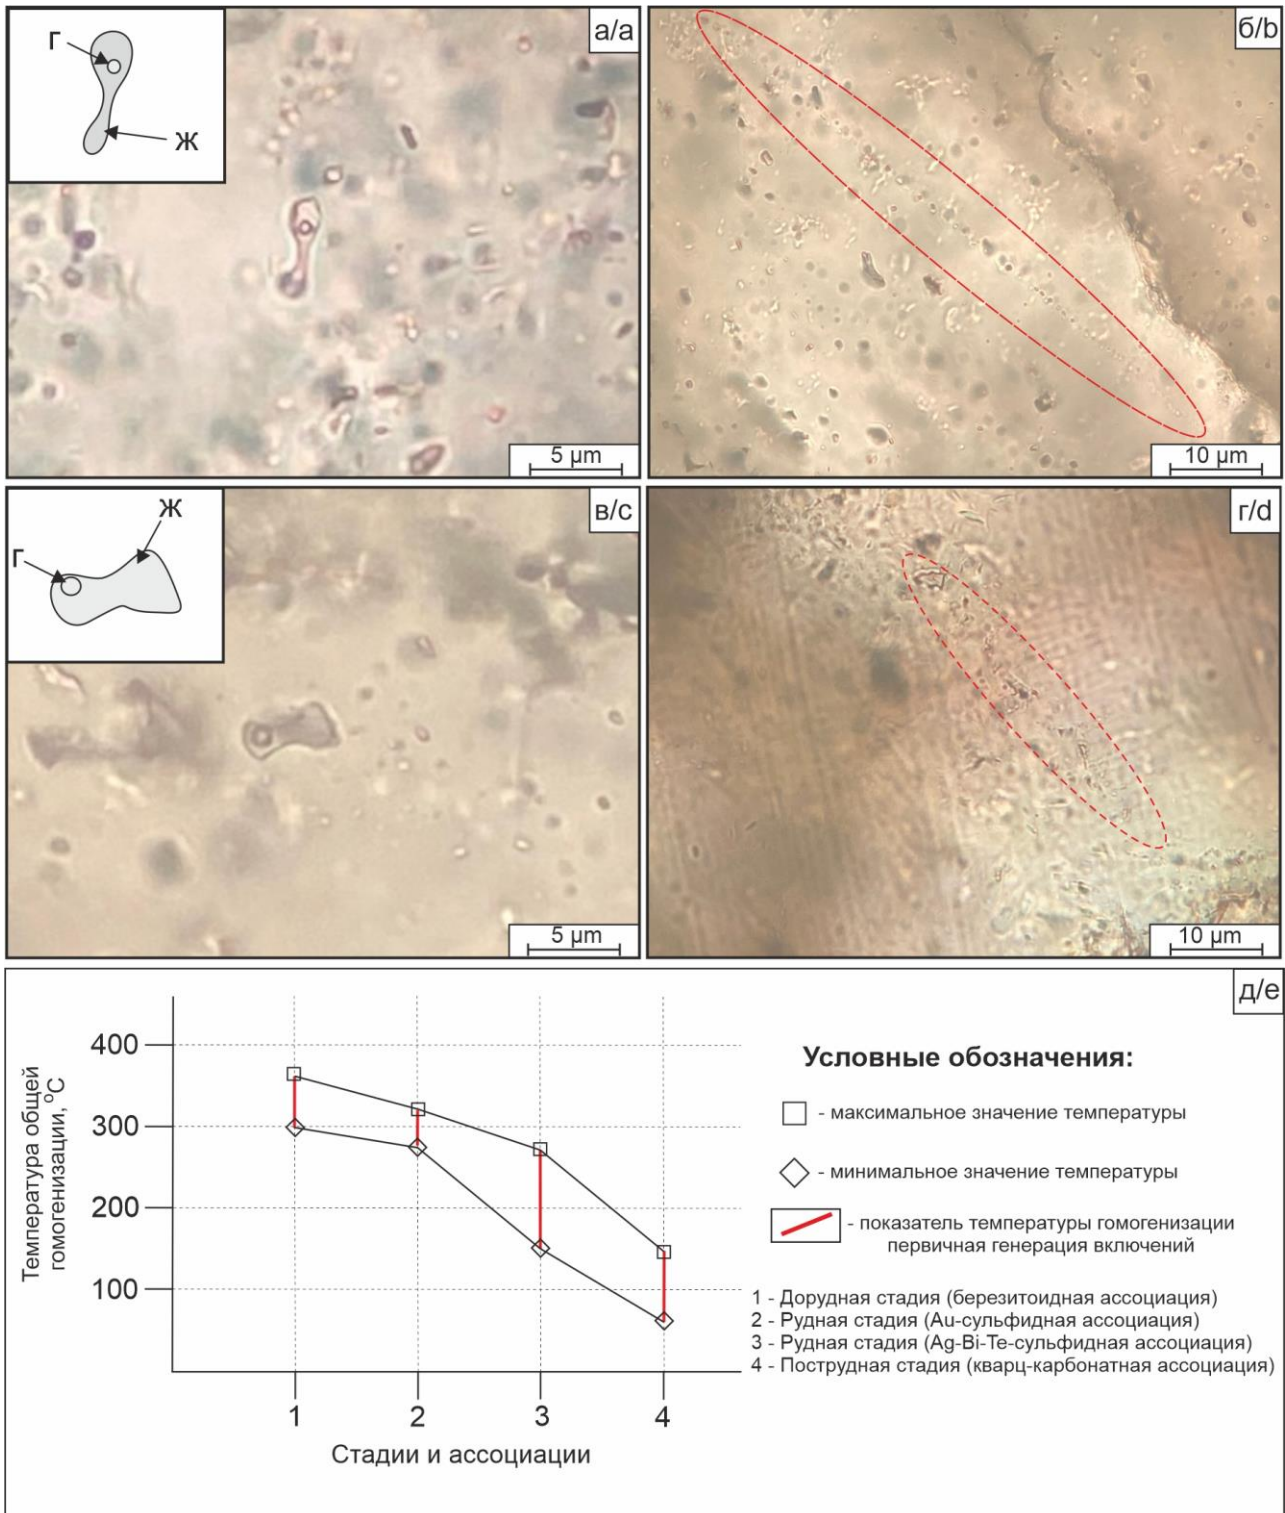 Г
Ж
а/a
5 µm
б/b
10 µm
Ж
Г
в/c
5 µm
г/d
10 µm
д/e
Температура общей
гомогенизации,°С
400
300
200
100
1
2
3
4
Стадии и ассоциации
Условные обозначения:
- максимальное значение температуры
- минимальное значение температуры
- показатель температуры гомогенизации
первичная генерация включений
1 - Дорудная стадия (березитоидная ассоциация)
2 - Рудная стадия (Au-сульфидная ассоциация)
3 - Рудная стадия (Ag-Bi-Te-сульфидная ассоциация)
4 - Пострудная стадия (кварц-карбонатная ассоциация)